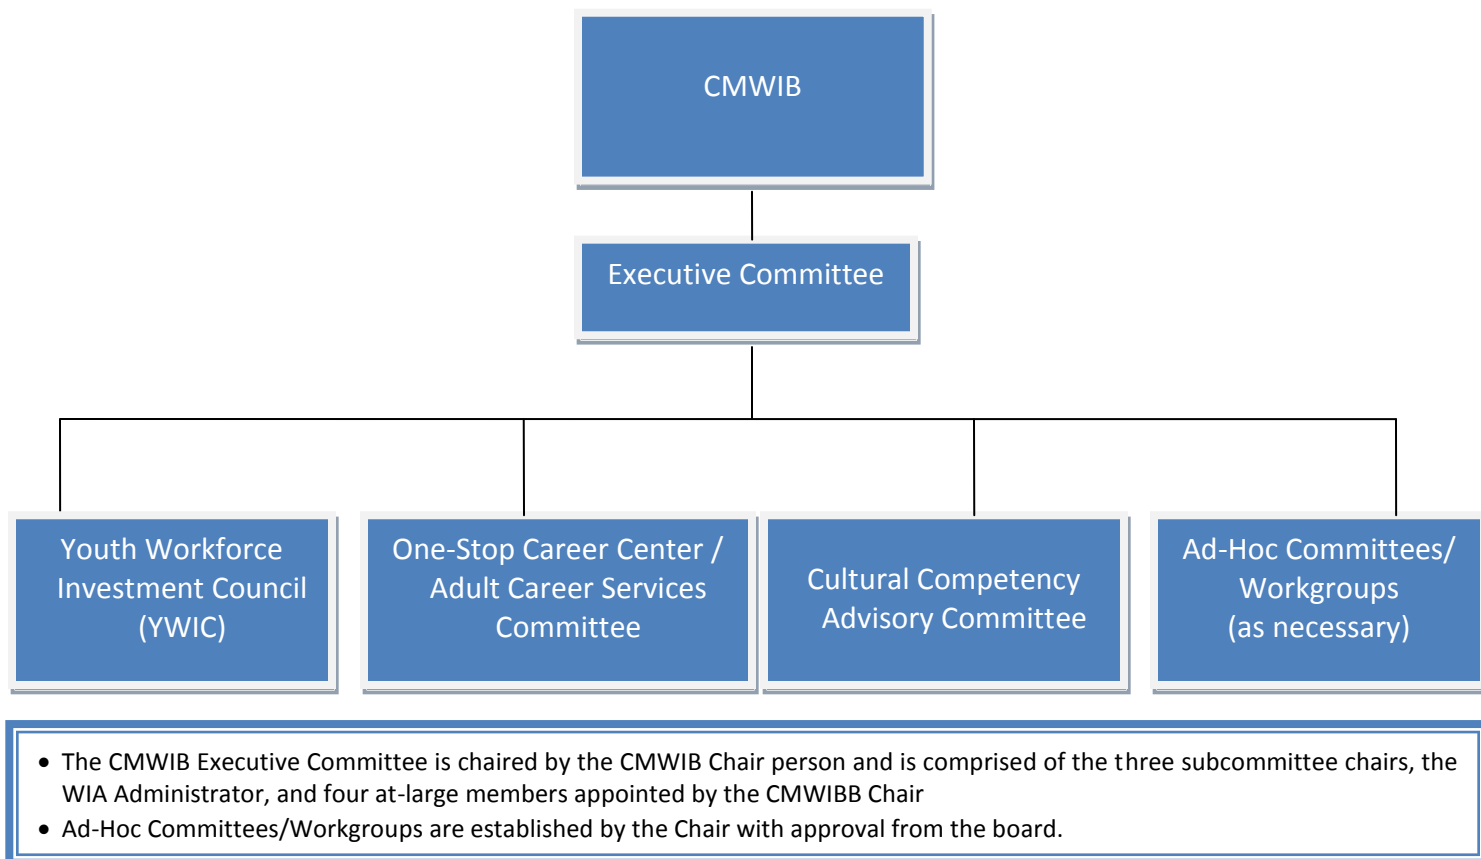 CMWIB
Executive Committee
Youth Workforce
Investment Council
(YWIC)
One-Stop Career Center /
Adult Career Services
Committee
Cultural Competency
Advisory Committee
Ad-Hoc Committees/
Workgroups
(as necessary)
• The CMWIB Executive Committee is chaired by the CMWIB Chair person and is comprised of the three subcommittee chairs, the
WIA Administrator, and four at-large members appointed by the CMWIBB Chair
• Ad-Hoc Committees/Workgroups are established by the Chair with approval from the board.